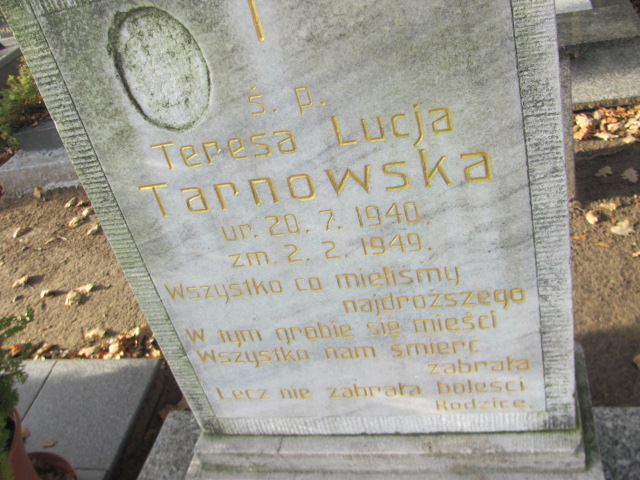 ś. p.
Teresa Łucja
Tarnowska
ur. 20. 7. 1940.
zm. 2. 2. 1949.
Wszystko co mieliśmy
najdroższego
W tym grobie się mieści
Wszystko nam śmierć
zabrała
Lecz nie zabrała boleści
Rodzice.